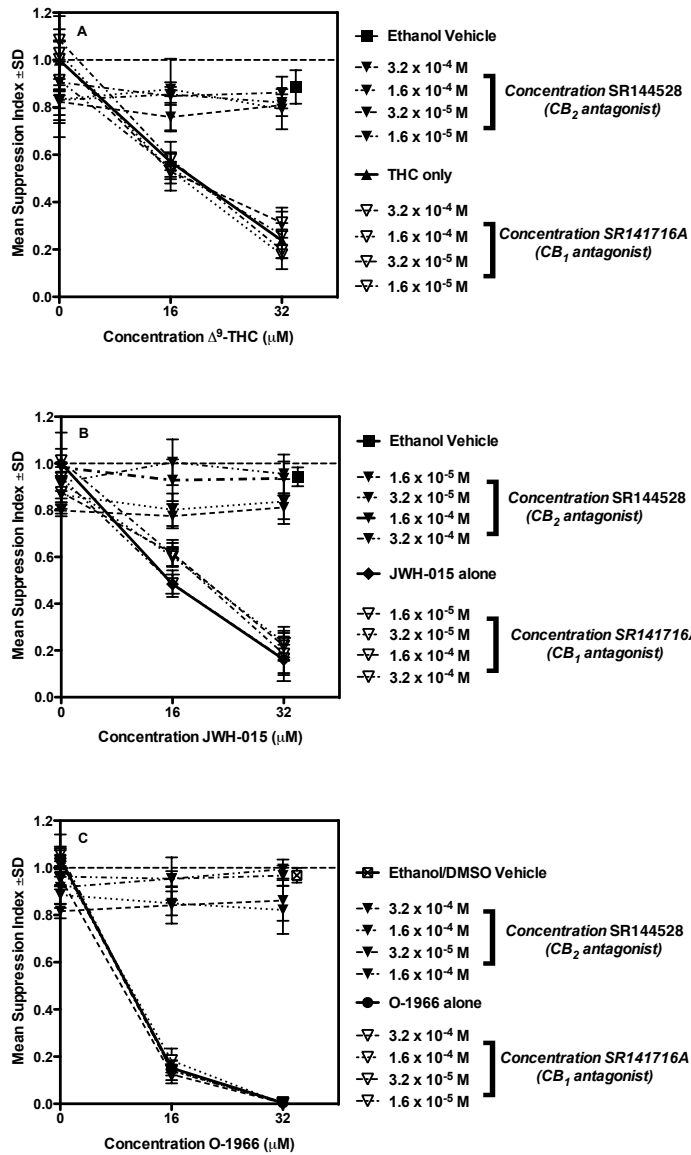 A
Mean Suppression Index ±SD
1.2
1.0
0.8
0.6
0.4
0.2
0.0
0 16 32
Concentration Δ⁹-THC (μM)
Ethanol Vehicle
3.2 x 10⁻⁴ M
1.6 x 10⁻⁴ M
3.2 x 10⁻⁵ M
1.6 x 10⁻⁵ M
Concentration SR144528
(CB₂ antagonist)
THC only
3.2 x 10⁻⁴ M
1.6 x 10⁻⁴ M
3.2 x 10⁻⁵ M
1.6 x 10⁻⁵ M
Concentration SR141716A
(CB₁ antagonist)
B
Mean Suppression Index ±SD
1.2
1.0
0.8
0.6
0.4
0.2
0.0
0 16 32
Concentration JWH-015 (μM)
Ethanol Vehicle
1.6 x 10⁻⁵ M
3.2 x 10⁻⁵ M
1.6 x 10⁻⁴ M
3.2 x 10⁻⁴ M
Concentration SR144528
(CB₂ antagonist)
JWH-015 alone
1.6 x 10⁻⁵ M
3.2 x 10⁻⁵ M
1.6 x 10⁻⁴ M
3.2 x 10⁻⁴ M
Concentration SR141716A
(CB₁ antagonist)
C
Mean Suppression Index ±SD
1.2
1.0
0.8
0.6
0.4
0.2
0.0
0 16 32
Concentration O-1966 (μM)
Ethanol/DMSO Vehicle
3.2 x 10⁻⁴ M
1.6 x 10⁻⁴ M
3.2 x 10⁻⁵ M
1.6 x 10⁻⁴ M
Concentration SR144528
(CB₂ antagonist)
O-1966 alone
3.2 x 10⁻⁴ M
1.6 x 10⁻⁴ M
3.2 x 10⁻⁵ M
1.6 x 10⁻⁵ M
Concentration SR141716A
(CB₁ antagonist)